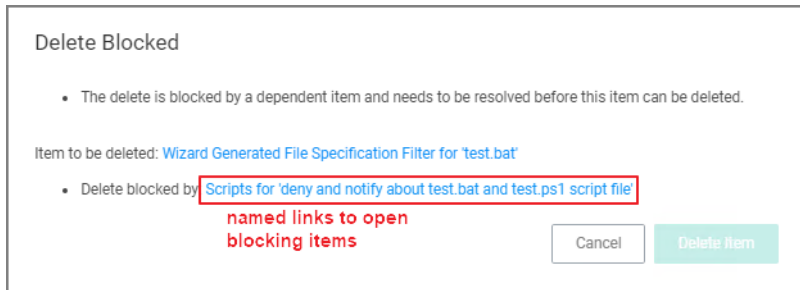 Delete Blocked
• The delete is blocked by a dependent item and needs to be resolved before this item can be deleted.
Item to be deleted: Wizard Generated File Specification Filter for 'test.bat'
• Delete blocked by Scripts for 'deny and notify about test.bat and test.ps1 script file'
named links to open
blocking items
Cancel
Delete Item